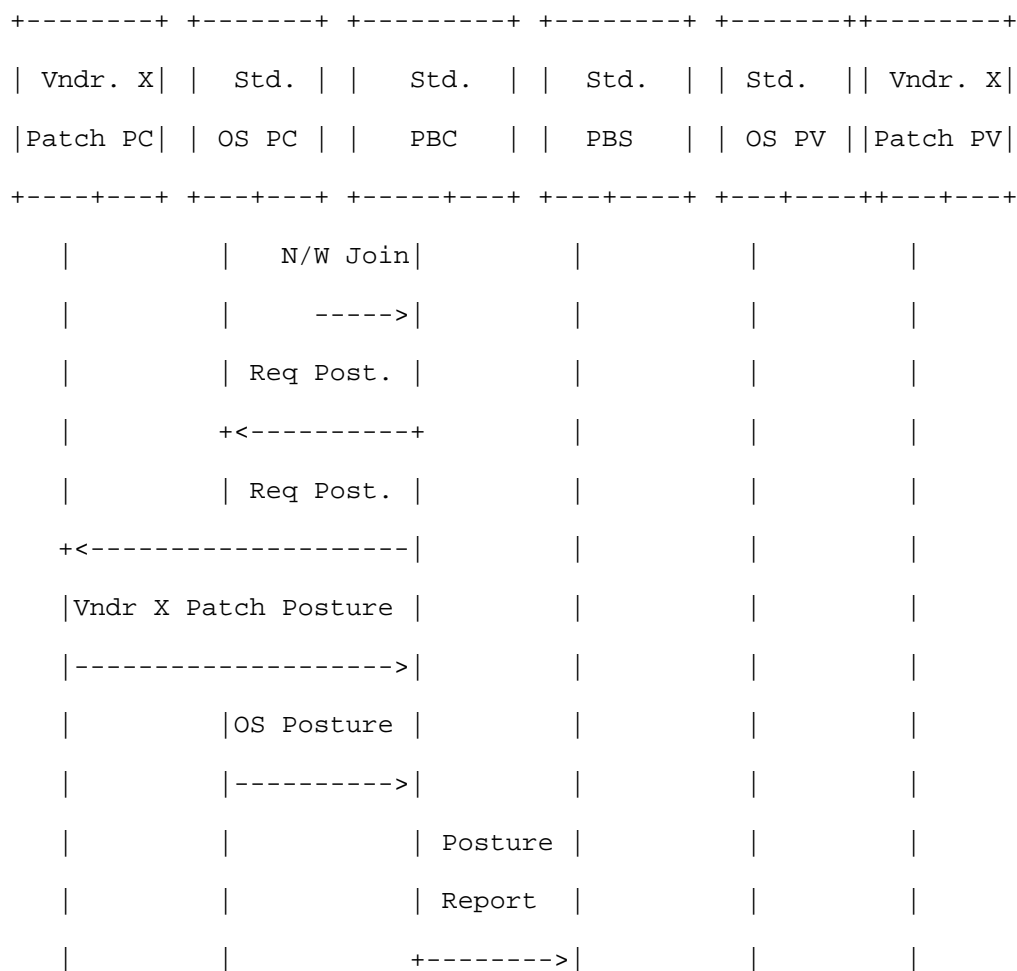 +--------+ +-------+ +---------+ +--------+ +-------++--------+
| Vndr. X| |  Std. | |   Std.  | |  Std.  | | Std.  || Vndr. X|
|Patch PC| | OS PC | |   PBC   | |  PBS   | | OS PV ||Patch PV|
+----+---+ +---+---+ +-----+---+ +---+----+ +---+----++---+---+
   |         |   N/W Join|         |          |         |
   |         |     ----->|         |          |         |
   |         | Req Post. |         |          |         |
   |         +<----------+         |          |         |
   |         | Req Post. |         |          |         |
   +<--------------------|         |          |         |
   |Vndr X Patch Posture |         |          |         |
   |-------------------->|         |          |         |
   |         |OS Posture |         |          |         |
   |         |---------->|         |          |         |
   |         |           | Posture |          |         |
   |         |           | Report  |          |         |
   |         |           +-------->|          |         |